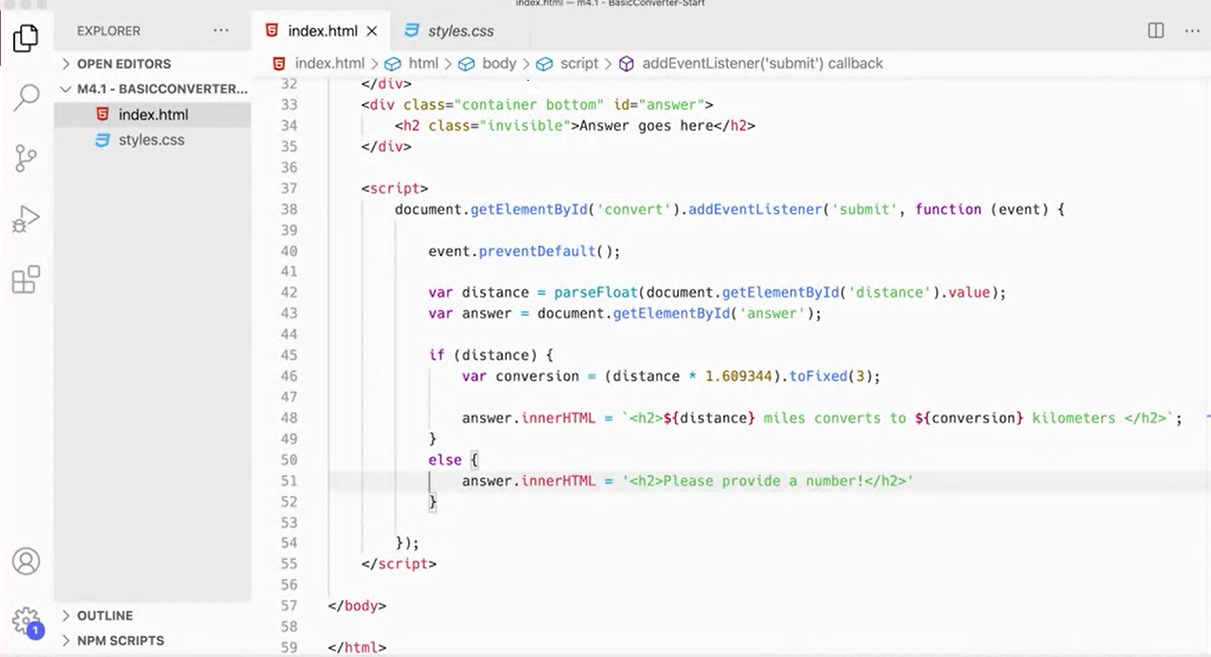 index.html — m4.1 - BasicConverter-Start
EXPLORER
index.html
styles.css
OPEN EDITORS
M4.1 - BASICCONVERTER...
index.html
styles.css
OUTLINE
NPM SCRIPTS
1
index.html > html > body > script > addEventListener('submit') callback
32 </div>
33 <div class="container bottom" id="answer">
34 <h2 class="invisible">Answer goes here</h2>
35 </div>
36
37 <script>
38 document.getElementById('convert').addEventListener('submit', function (event) {
39
40 event.preventDefault();
41
42 var distance = parseFloat(document.getElementById('distance').value);
43 var answer = document.getElementById('answer');
44
45 if (distance) {
46 var conversion = (distance * 1.609344).toFixed(3);
47
48 answer.innerHTML = `<h2>${distance} miles converts to ${conversion} kilometers </h2>`;
49 }
50 else {
51 answer.innerHTML = '<h2>Please provide a number!</h2>'
52 }
53
54 });
55 </script>
56
57 </body>
58
59 </html>